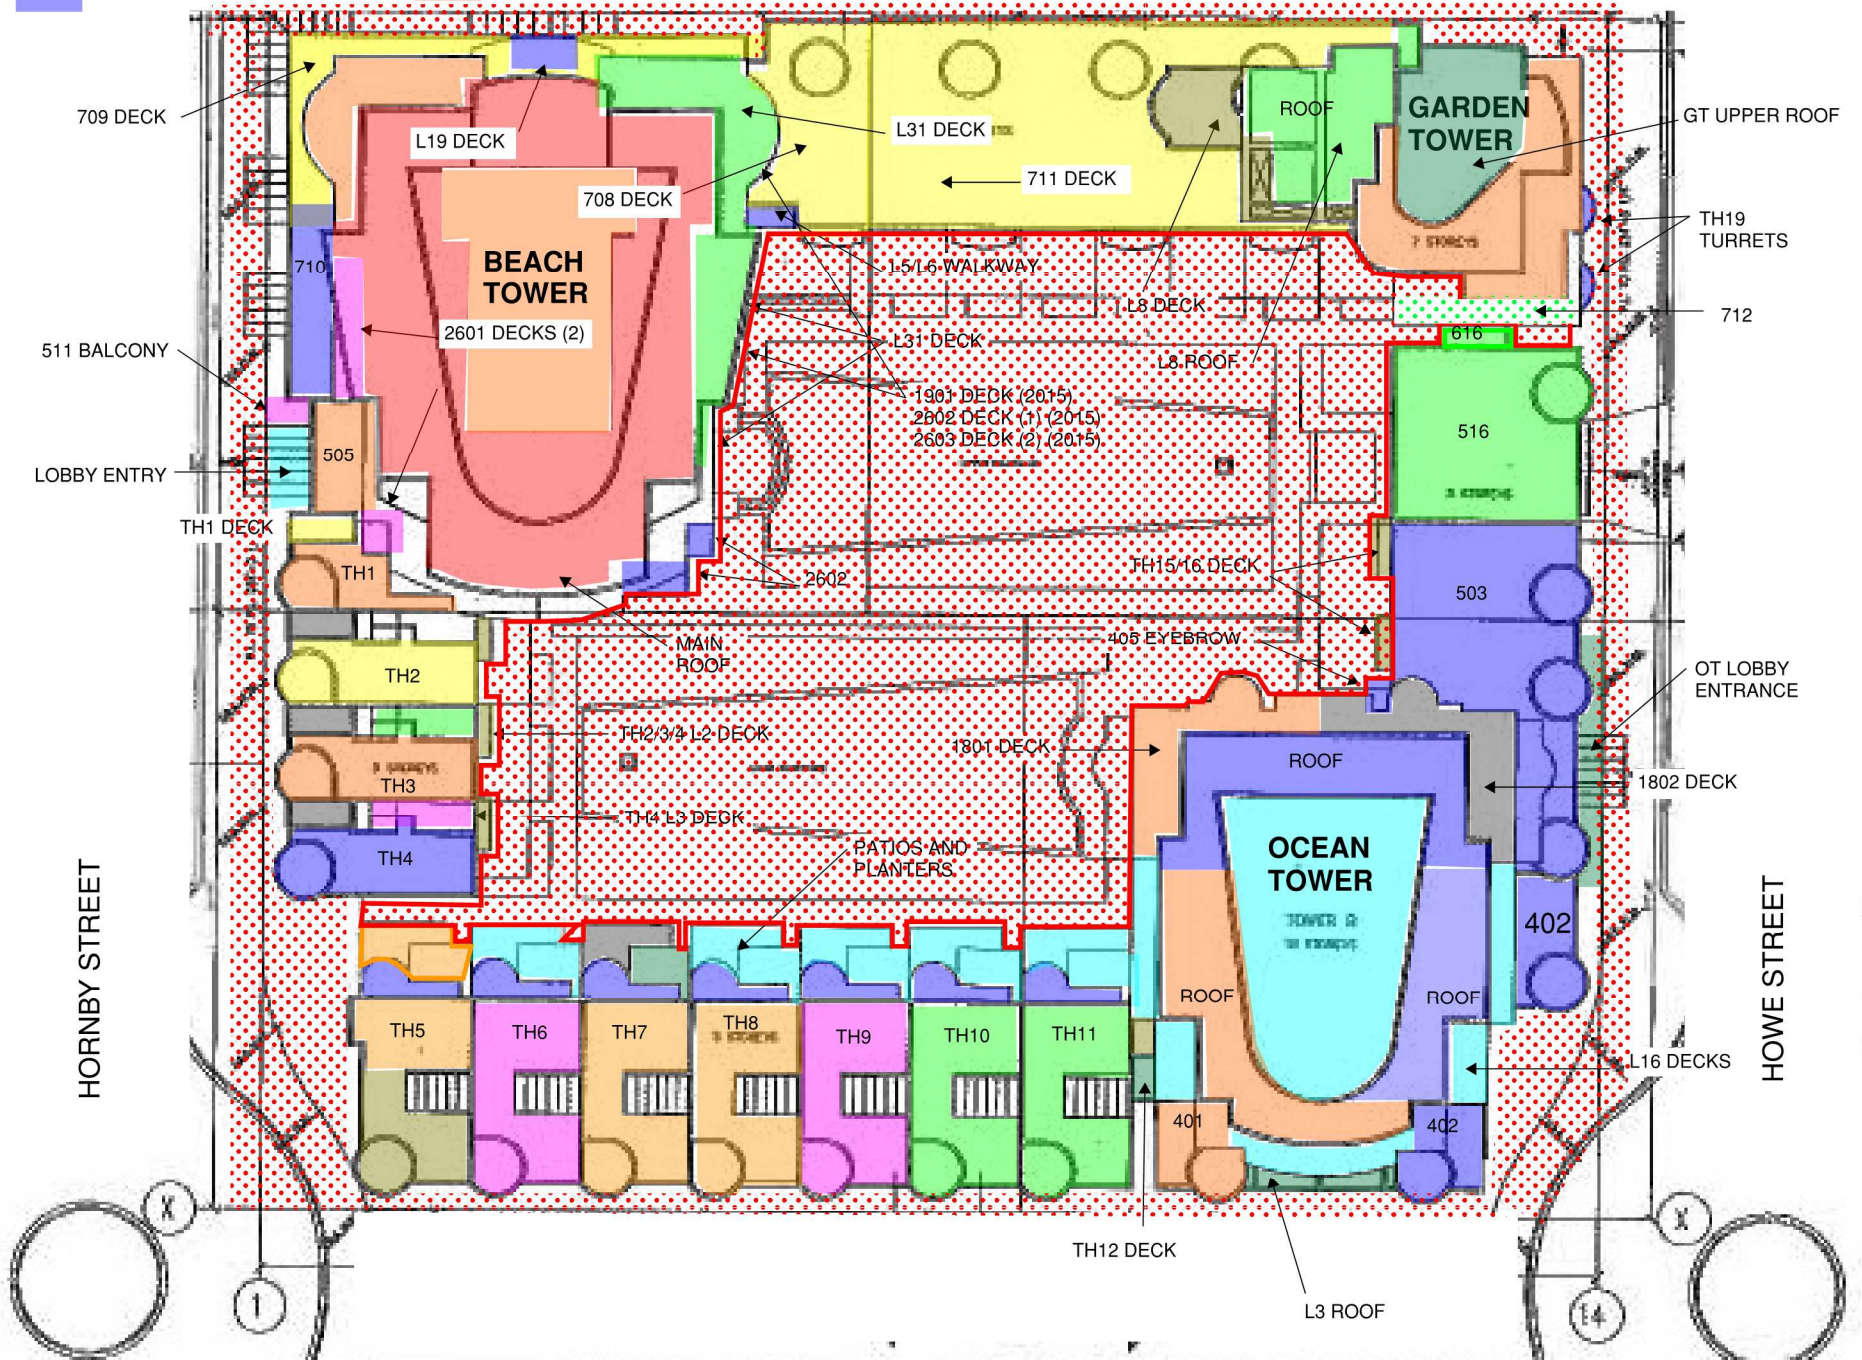 709 DECK
L19 DECK
L31 DECK
708 DECK
711 DECK
ROOF
GARDEN
TOWER
GT UPPER ROOF
TH19
TURRETS
7 STOREYS
BEACH
TOWER
710
L5/L6 WALKWAY
L8 DECK
712
616
2601 DECKS (2)
511 BALCONY
L31 DECK
L8 ROOF
1901 DECK (2015)
2602 DECK (1) (2015)
2603 DECK (2) (2015)
516
505
LOBBY ENTRY
TH1 DECK
TH1
2602
TH15/16 DECK
503
MAIN
ROOF
405 EYEBROW
TH2
OT LOBBY
ENTRANCE
TH2/3/4 L2 DECK
1801 DECK
ROOF
TH3
1802 DECK
TH4 L3 DECK
TH4
PATIOS AND
PLANTERS
OCEAN
TOWER
402
HORNBY STREET
HOWE STREET
ROOF
ROOF
TH5
TH6
TH7
TH8
TH9
TH10
TH11
L16 DECKS
401
402
X
X
TH12 DECK
L3 ROOF
1
14